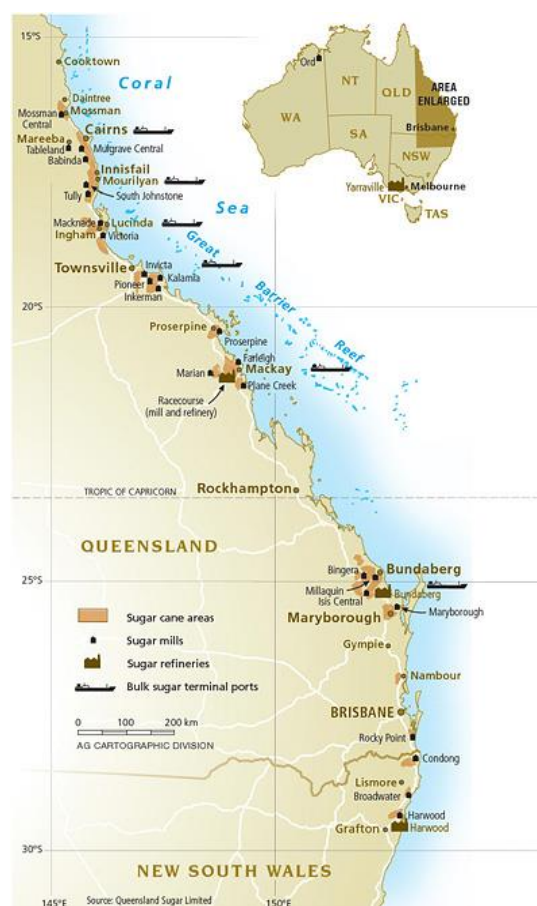 15°S
Cooktown
Coral
Daintree
Mossman
Mossman
Central
Cairns
Mareeba
Tableland
Mulgrave Central
Babinda
Innisfail
Mourilyan
South Johnstone
Tully
Sea
Macknade
Lucinda
Ingham
Victoria
Great
Barrier
Reef
Townsville
Invicta
Kalamia
Pioneer
Inkerman
20°S
Proserpine
Proserpine
Farleigh
Marian
Mackay
Plane Creek
Racecourse
(mill and refinery)
TROPIC OF CAPRICORN
Rockhampton
QUEENSLAND
Bingera
Bundaberg
25°S
Millaquin
Isis Central
Bundaberg
Maryborough
Maryborough
Gympie
Nambour
BRISBANE
Rocky Point
Condong
Lismore
Broadwater
Harwood
Grafton
Harwood
30°S
NEW SOUTH WALES
145°E
150°E
Source: Queensland Sugar Limited
Sugar cane areas
Sugar mills
Sugar refineries
Bulk sugar terminal ports
0 100 200 km
AG CARTOGRAPHIC DIVISION
Ord
NT
QLD
AREA
ENLARGED
WA
Brisbane
SA
NSW
Yarraville
Melbourne
VIC
TAS